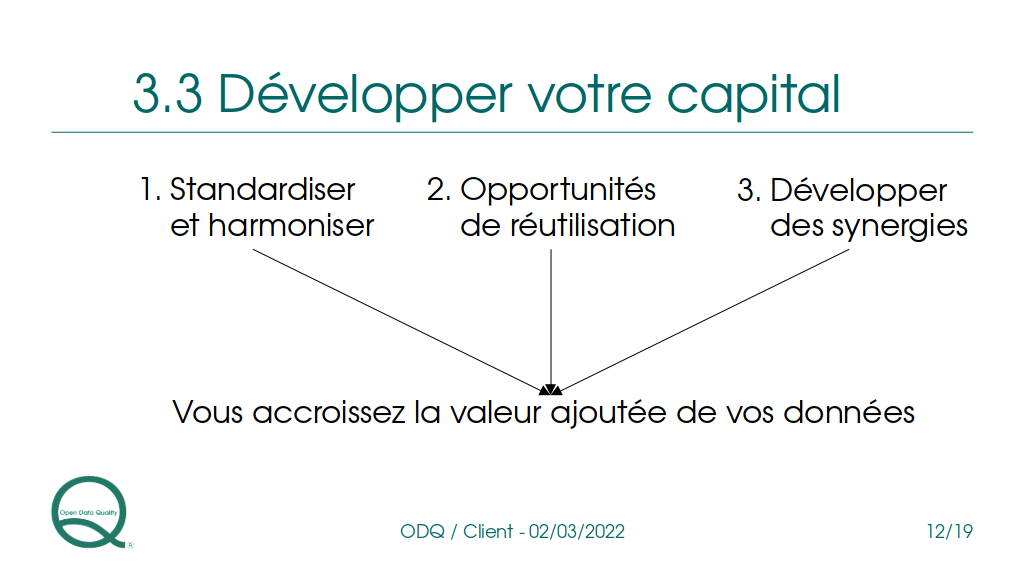 3.3 Développer votre capital
1. Standardiser
et harmoniser
2. Opportunités
de réutilisation
3. Développer
des synergies
Vous accroissez la valeur ajoutée de vos données
Open Data Quality
®
ODQ / Client - 02/03/2022
12/19